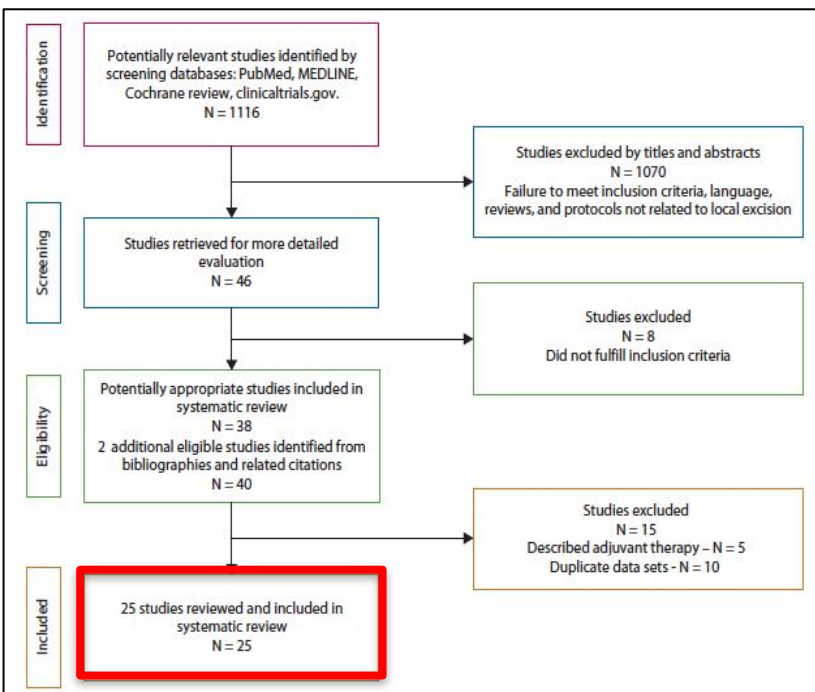 Identification
Potentially relevant studies identified by
screening databases: PubMed, MEDLINE,
Cochrane review, clinicaltrials.gov.
N = 1116
Studies excluded by titles and abstracts
N = 1070
Failure to meet inclusion criteria, language,
reviews, and protocols not related to local excision
Screening
Studies retrieved for more detailed
evaluation
N = 46
Studies excluded
N = 8
Did not fulfill inclusion criteria
Eligibility
Potentially appropriate studies included in
systematic review
N = 38
2 additional eligible studies identified from
bibliographies and related citations
N = 40
Studies excluded
N = 15
Described adjuvant therapy – N = 5
Duplicate data sets - N = 10
Included
25 studies reviewed and included in
systematic review
N = 25